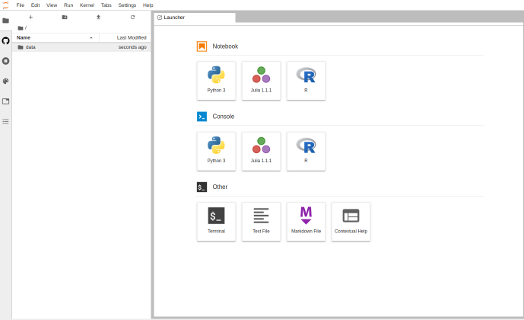 File Edit View Run Kernel Tabs Settings Help
Launcher
/
Name Last Modified
data seconds ago
Notebook
Python 3 Julia 1.1.1 R
Console
Python 3 Julia 1.1.1 R
$_ Other
$_ M
Terminal Text File Markdown File Contextual Help